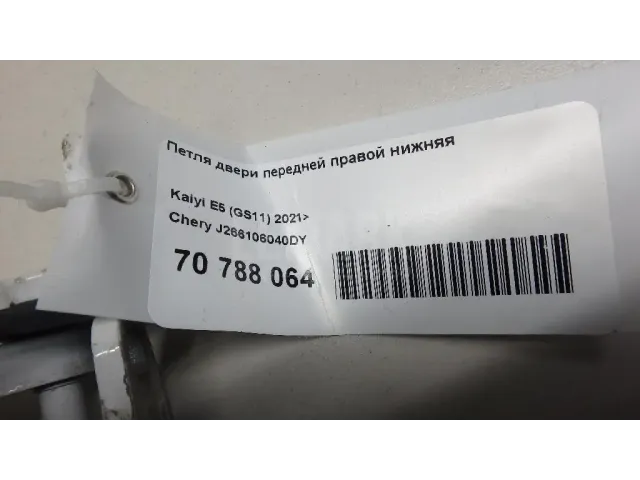 Петля двери передней правой нижняя
Kaiyi E5 (GS11) 2021>
Chery J266106040DY
70 788 064